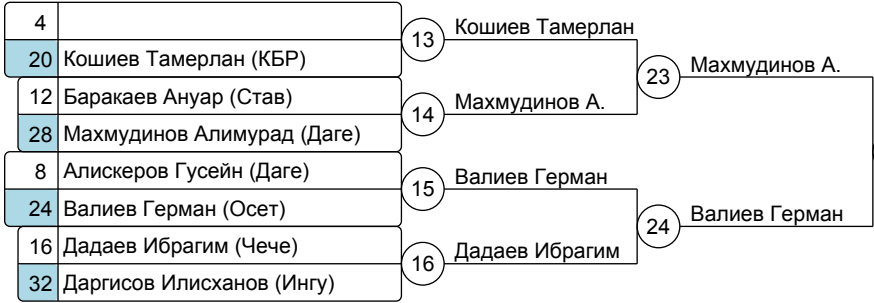 4
20 Кошиев Тамерлан (КБР)
12 Баракаев Ануар (Став)
28 Махмудинов Алимурад (Даге)
8 Алискеров Гусейн (Даге)
24 Валиев Герман (Осет)
16 Дадаев Ибрагим (Чече)
32 Даргисов Илисханов (Ингу)
13 Кошиев Тамерлан
14 Махмудинов А.
15 Валиев Герман
16 Дадаев Ибрагим
23 Махмудинов А.
24 Валиев Герман